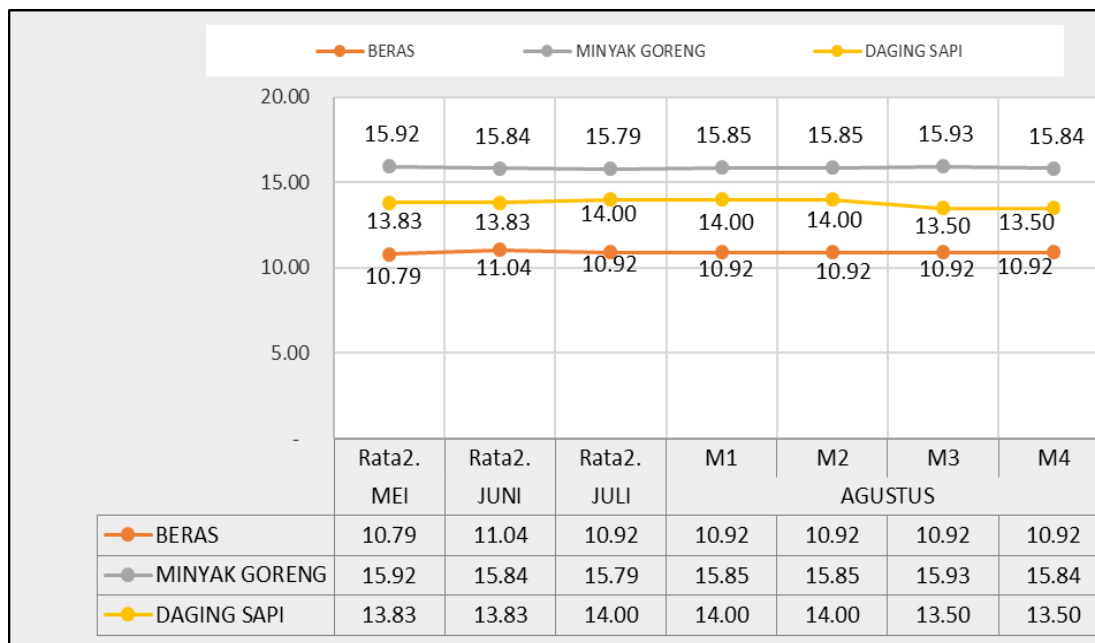 BERAS MINYAK GORENG DAGING SAPI
20.00
15.92 15.84 15.79 15.85 15.85 15.93 15.84
15.00
13.83 13.83 14.00 14.00 14.00 13.50 13.50
10.00
10.79 11.04 10.92 10.92 10.92 10.92 10.92
5.00
-
Rata2. Rata2. Rata2. M1 M2 M3 M4
MEI JUNI JULI AGUSTUS
BERAS 10.79 11.04 10.92 10.92 10.92 10.92 10.92
MINYAK GORENG 15.92 15.84 15.79 15.85 15.85 15.93 15.84
DAGING SAPI 13.83 13.83 14.00 14.00 14.00 13.50 13.50